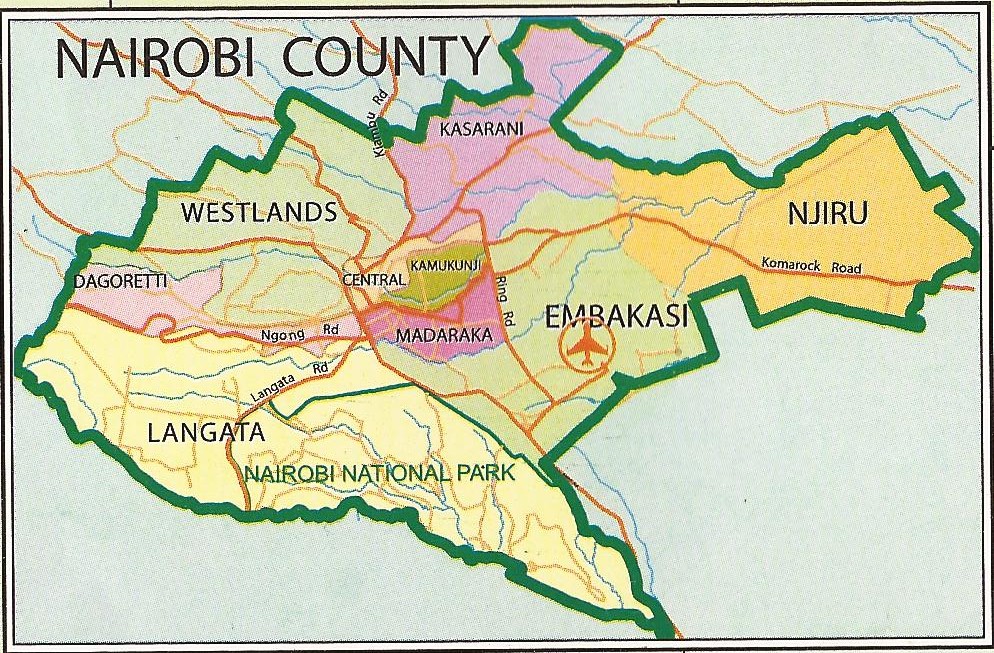 NAIROBI COUNTY
Kiambu Rd
KASARANI
WESTLANDS
NJIRU
DAGORETTI
CENTRAL
KAMUKUNJI
Komarock Road
Ring Rd
EMBAKASI
Ngong Rd
MADARAKA
Langata Rd
LANGATA
NAIROBI NATIONAL PARK